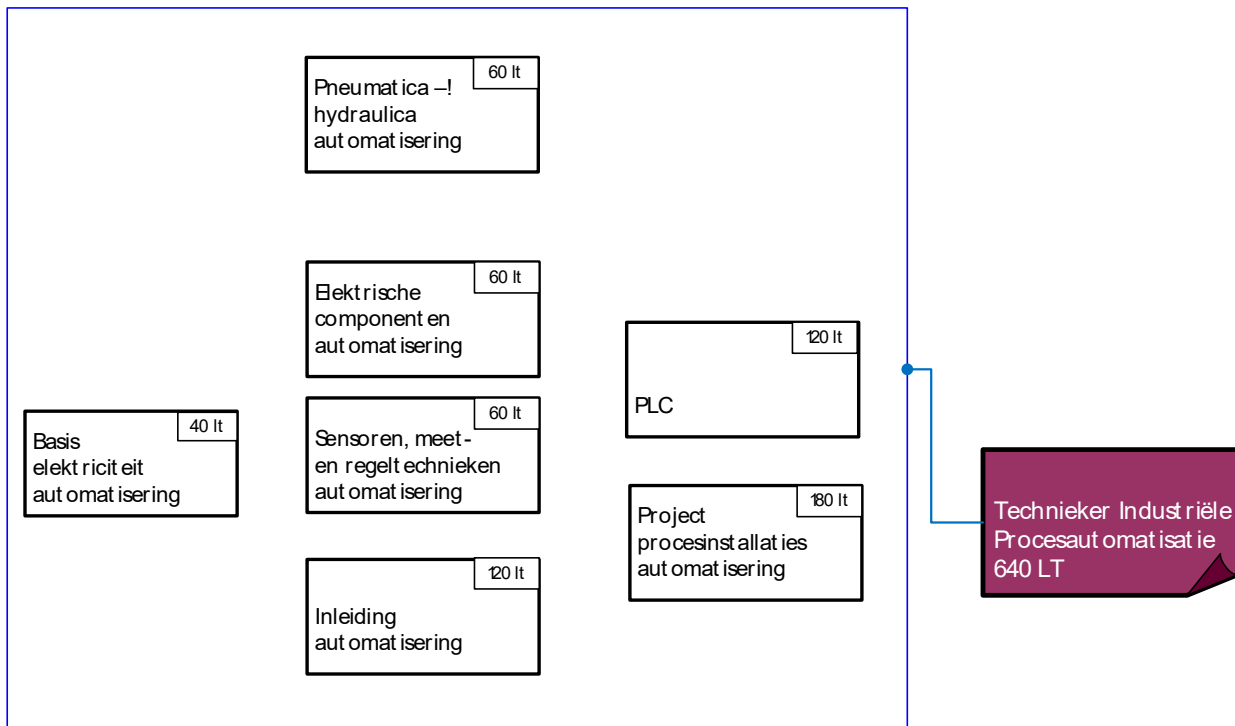 60 lt
Pneumatica –!
hydraulica
automatisering
60 lt
Elektrische
componenten
automatisering
120 lt
PLC
40 lt
Basis
elektriciteit
automatisering
60 lt
Sensoren, meet-
en regeltechnieken
automatisering
180 lt
Project
procesinstallaties
automatisering
Technieker Industriële
Procesautomatisatie
640 LT
120 lt
Inleiding
automatisering